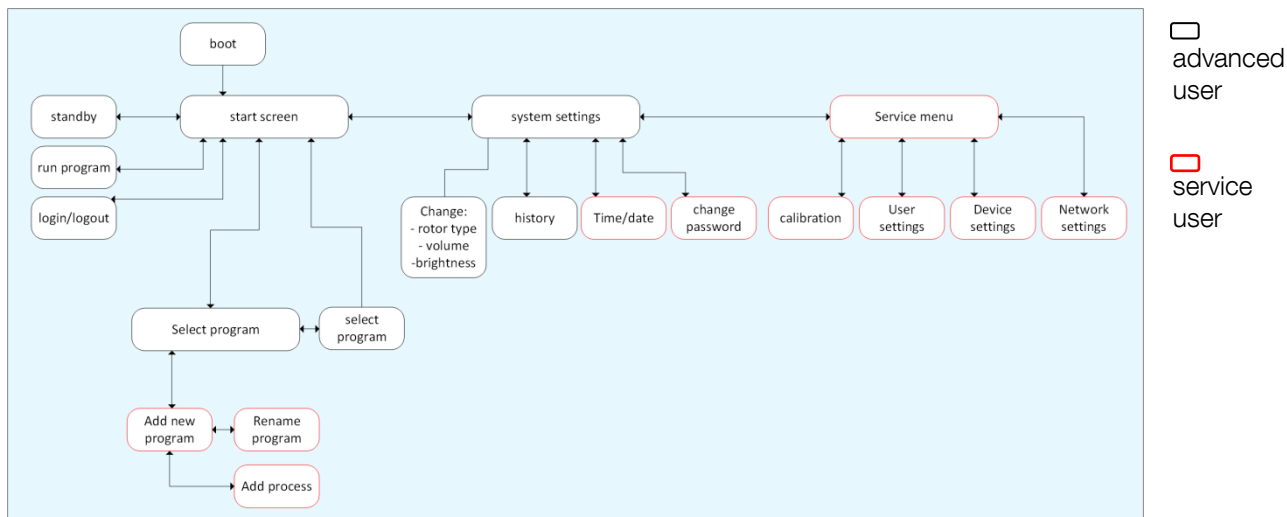 boot
advanced
user
standby
start screen
system settings
Service menu
run program
service
user
login/logout
Change:
- rotor type
- volume
-brightness
history
Time/date
change
password
calibration
User
settings
Device
settings
Network
settings
Select program
select
program
Add new
program
Rename
program
Add process